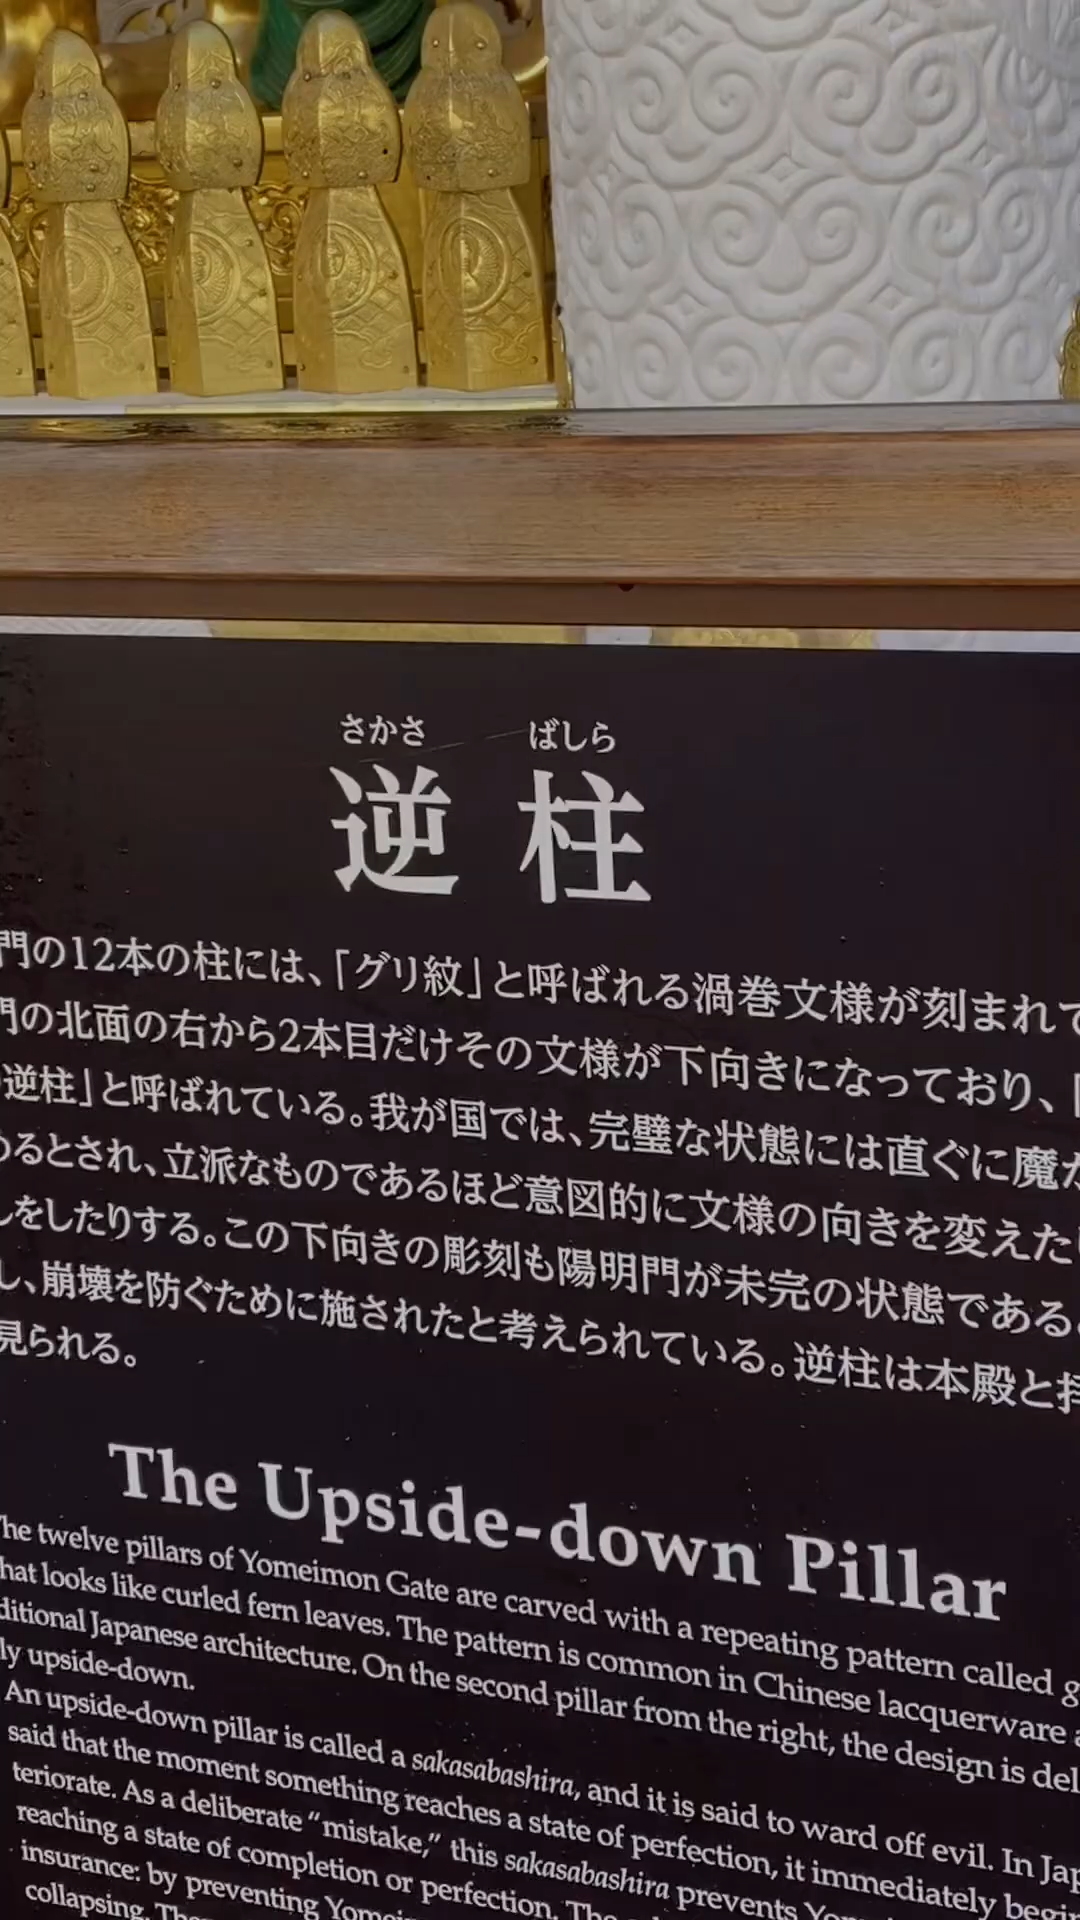 さかさ ばしら
逆柱
門の12本の柱には、「グリ紋」と呼ばれる渦巻文様が刻まれて
門の北面の右から2本目だけその文様が下向きになっており、
逆柱」と呼ばれている。我が国では、完璧な状態には直ぐに魔が
めるとされ、立派なものであるほど意図的に文様の向きを変えた
しをしたりする。この下向きの彫刻も陽明門が未完の状態である
し、崩壊を防ぐために施されたと考えられている。逆柱は本殿と拝
見られる。
The Upside-down Pillar
The twelve pillars of Yomeimon Gate are carved with a repeating pattern called g
hat looks like curled fern leaves. The pattern is common in Chinese lacquerware
ditional Japanese architecture. On the second pillar from the right, the design is del
ly upside-down.
An upside-down pillar is called a sakasabashira, and it is said to ward off evil. In Jap
said that the moment something reaches a state of perfection, it immediately begi
teriorate. As a deliberate “mistake,” this sakasabashira prevents Yo
reaching a state of completion or perfection. The
insurance: by preventing Yomei
collapsing. The